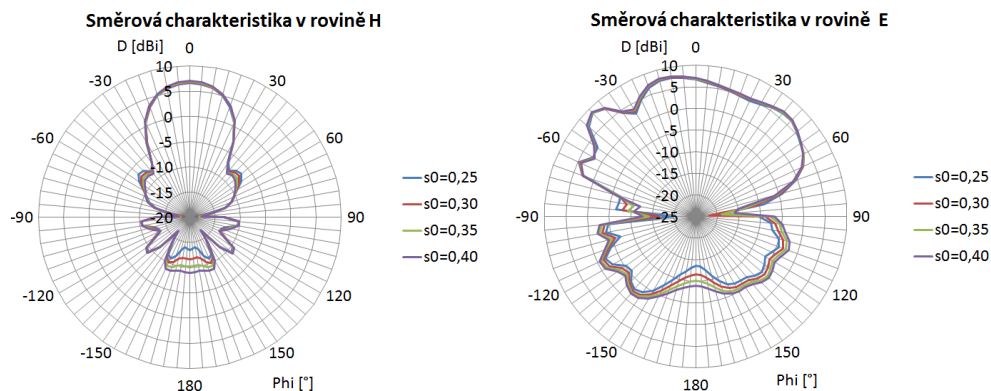 Směrová charakteristika v rovině H
D [dBi]
0
10
5
0
-5
-10
-15
-20
-30
30
-60
60
-90
90
-120
120
-150
150
180
Phi [°]
s0=0,25
s0=0,30
s0=0,35
s0=0,40
Směrová charakteristika v rovině E
D [dBi]
0
10
5
0
-5
-10
-15
-20
-25
-30
30
-60
60
-90
90
-120
120
-150
150
180
Phi [°]
s0=0,25
s0=0,30
s0=0,35
s0=0,40